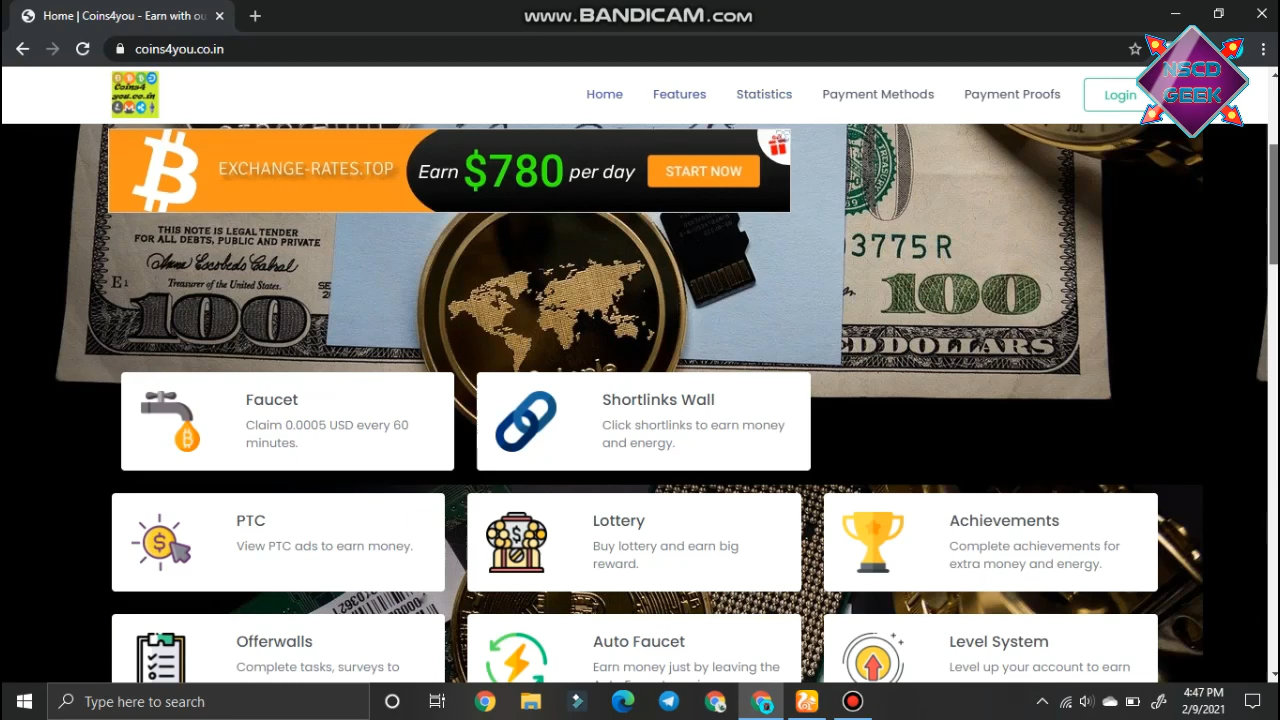 Home | Coins4you - Earn with ou
www.BANDICAM.com
coins4you.co.in
Coins4
you.co.in
Home
Features
Statistics
Payment Methods
Payment Proofs
Login
NSCD
GEEK
EXCHANGE-RATES.TOP
Earn $780 per day
START NOW
THIS NOTE IS LEGAL TENDER
FOR ALL DEBTS, PUBLIC AND PRIVATE
Treasurer of the United States.
E1
100
03775 R
100
DOLLARS
Faucet
Claim 0.0005 USD every 60
minutes.
Shortlinks Wall
Click shortlinks to earn money
and energy.
PTC
View PTC ads to earn money.
Lottery
Buy lottery and earn big
reward.
Achievements
Complete achievements for
extra money and energy.
Offerwalls
Complete tasks, surveys to
Auto Faucet
Earn money just by leaving the
Level System
Level up your account to earn
Type here to search
4:47 PM
2/9/2021